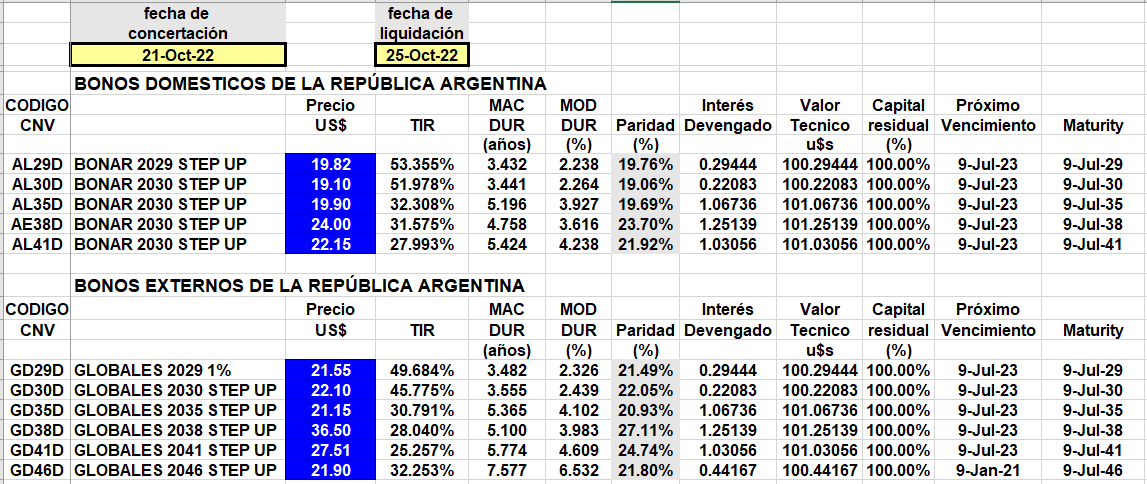 fecha de fecha de
concertación liquidación
21-Oct-22 25-Oct-22
BONOS DOMESTICOS DE LA REPÚBLICA ARGENTINA
CODIGO Precio MAC MOD Interés Valor Capital Próximo
CNV US$ TIR DUR DUR Paridad Devengado Tecnico residual Vencimiento Maturity
(años) (%) (%) u$s (%)
AL29D BONAR 2029 STEP UP 19.82 53.355% 3.432 2.238 19.76% 0.29444 100.29444 100.00% 9-Jul-23 9-Jul-29
AL30D BONAR 2030 STEP UP 19.10 51.978% 3.441 2.264 19.06% 0.22083 100.22083 100.00% 9-Jul-23 9-Jul-30
AL35D BONAR 2030 STEP UP 19.90 32.308% 5.196 3.927 19.69% 1.06736 101.06736 100.00% 9-Jul-23 9-Jul-35
AE38D BONAR 2030 STEP UP 24.00 31.575% 4.758 3.616 23.70% 1.25139 101.25139 100.00% 9-Jul-23 9-Jul-38
AL41D BONAR 2030 STEP UP 22.15 27.993% 5.424 4.238 21.92% 1.03056 101.03056 100.00% 9-Jul-23 9-Jul-41
BONOS EXTERNOS DE LA REPÚBLICA ARGENTINA
CODIGO Precio MAC MOD Interés Valor Capital Próximo
CNV US$ TIR DUR DUR Paridad Devengado Tecnico residual Vencimiento Maturity
(años) (%) (%) u$s (%)
GD29D GLOBALES 2029 1% 21.55 49.684% 3.482 2.326 21.49% 0.29444 100.29444 100.00% 9-Jul-23 9-Jul-29
GD30D GLOBALES 2030 STEP UP 22.10 45.775% 3.555 2.439 22.05% 0.22083 100.22083 100.00% 9-Jul-23 9-Jul-30
GD35D GLOBALES 2035 STEP UP 21.15 30.791% 5.365 4.102 20.93% 1.06736 101.06736 100.00% 9-Jul-23 9-Jul-35
GD38D GLOBALES 2038 STEP UP 36.50 28.040% 5.100 3.983 27.11% 1.25139 101.25139 100.00% 9-Jul-23 9-Jul-38
GD41D GLOBALES 2041 STEP UP 27.51 25.257% 5.774 4.609 24.74% 1.03056 101.03056 100.00% 9-Jul-23 9-Jul-41
GD46D GLOBALES 2046 STEP UP 21.90 32.253% 7.577 6.532 21.80% 0.44167 100.44167 100.00% 9-Jan-21 9-Jul-46